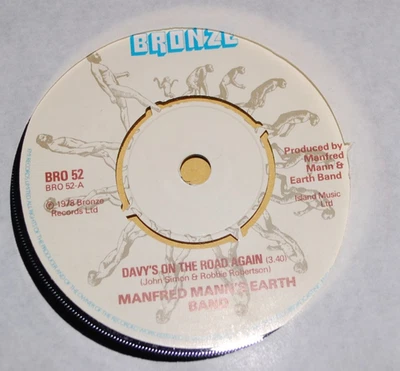 BRONZE
BRO 52
BRO 52-A
℗ 1978 Bronze
Records Ltd
Produced by
Manfred
Mann &
Earth Band
Island Music
Ltd
DAVY'S ON THE ROAD AGAIN (3.40)
(John Simon & Robbie Robertson)
MANFRED MANN'S EARTH
BAND